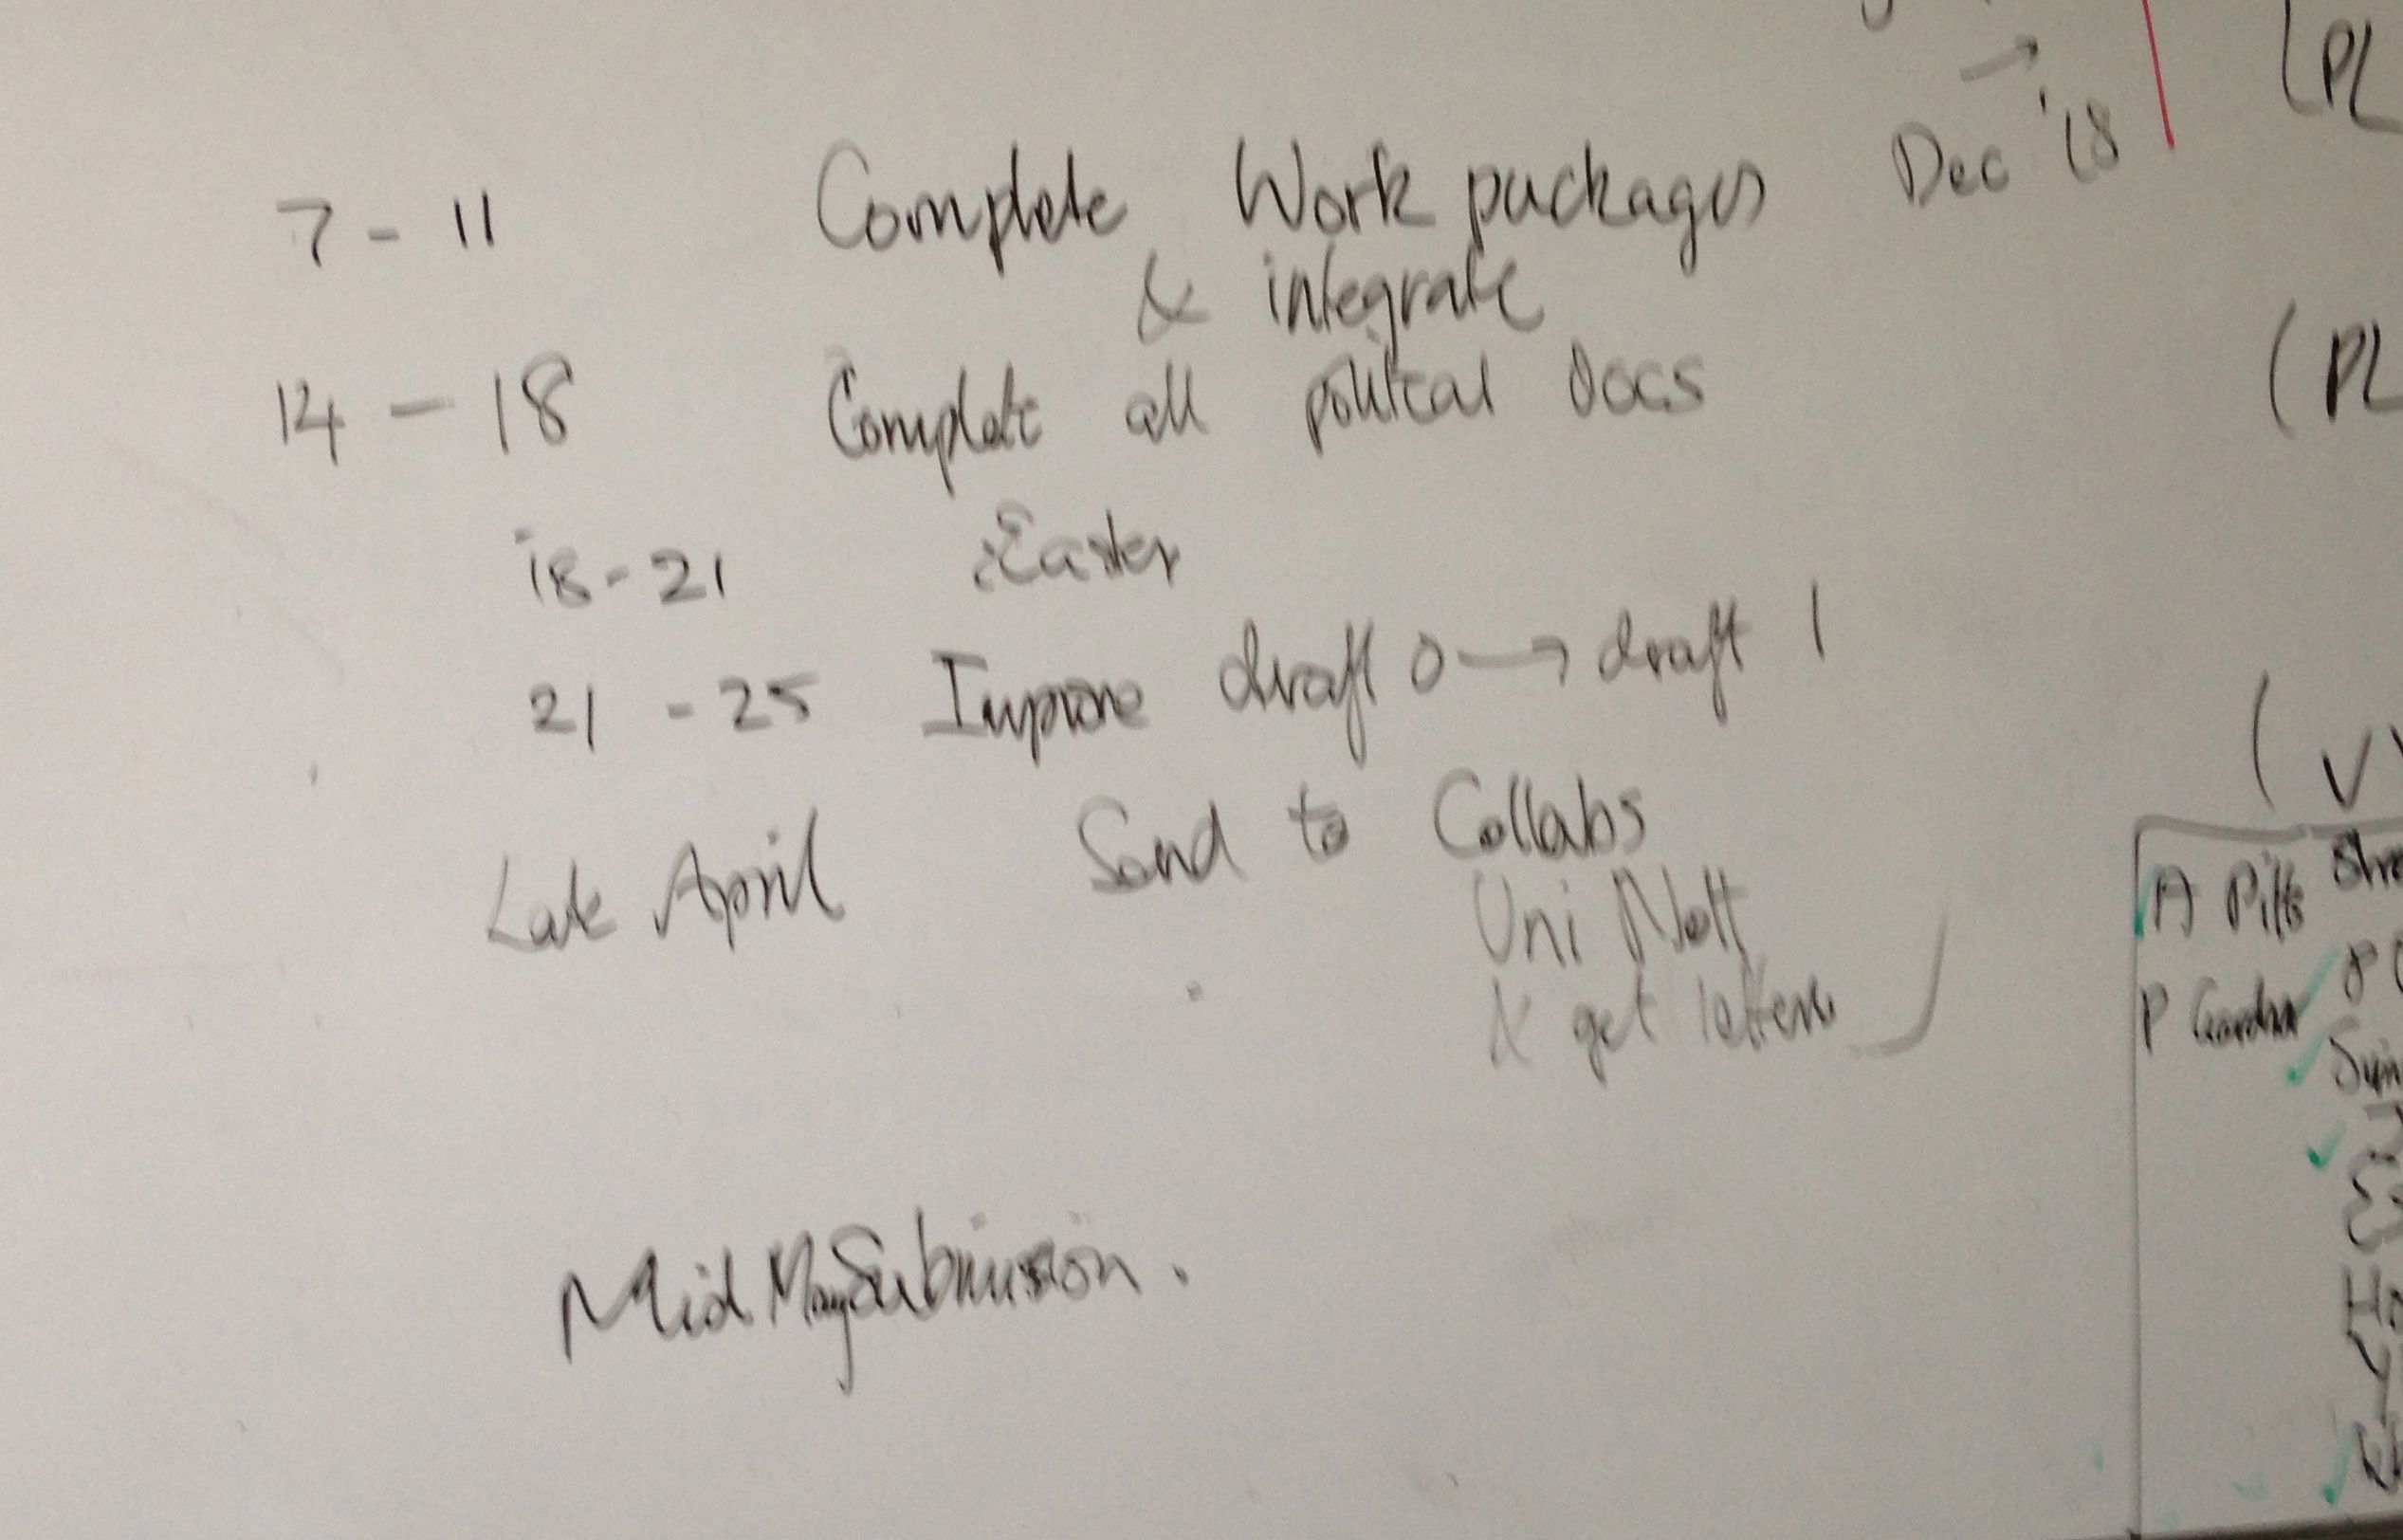 →
Dec '18
(PL
7 - 11 Complete Work packages
& integrate
(PL
14 - 18 Complete all political Docs
18 - 21 Easter
21 - 25 Improve draft 0 → draft 1
(
Late April Send to Collabs
Uni Nott
& get letters
A Pitts
P Gardner
Mid May Submission.